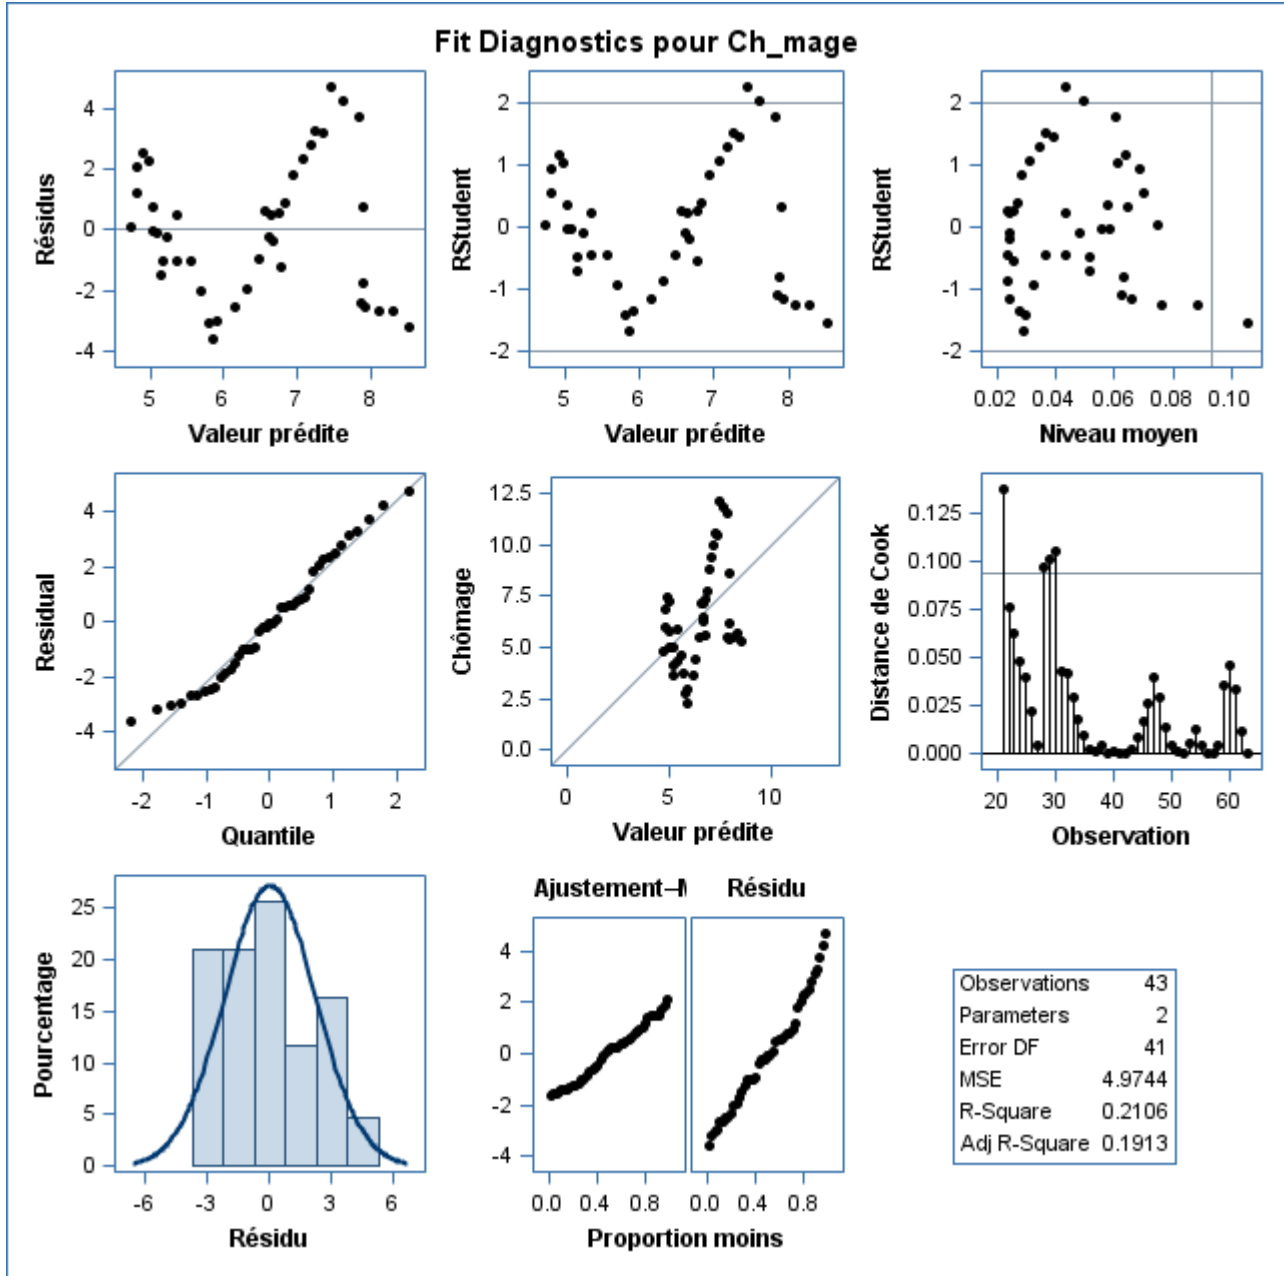 Fit Diagnostics pour Ch_mage
Résidus
4
2
0
-2
-4
5 6 7 8
Valeur prédite
RStudent
2
1
0
-1
-2
5 6 7 8
Valeur prédite
RStudent
2
1
0
-1
-2
0.02 0.04 0.06 0.08 0.10
Niveau moyen
Residual
4
2
0
-2
-4
-2 -1 0 1 2
Quantile
Chômage
12.5
10.0
7.5
5.0
2.5
0.0
0 5 10
Valeur prédite
Distance de Cook
0.125
0.100
0.075
0.050
0.025
0.000
20 30 40 50 60
Observation
Pourcentage
25
20
15
10
5
0
-6 -3 0 3 6
Résidu
Ajustement–M Résidu
4
2
0
-2
-4
0.0 0.4 0.8 0.0 0.4 0.8
Proportion moins
Observations 43
Parameters 2
Error DF 41
MSE 4.9744
R-Square 0.2106
Adj R-Square 0.1913